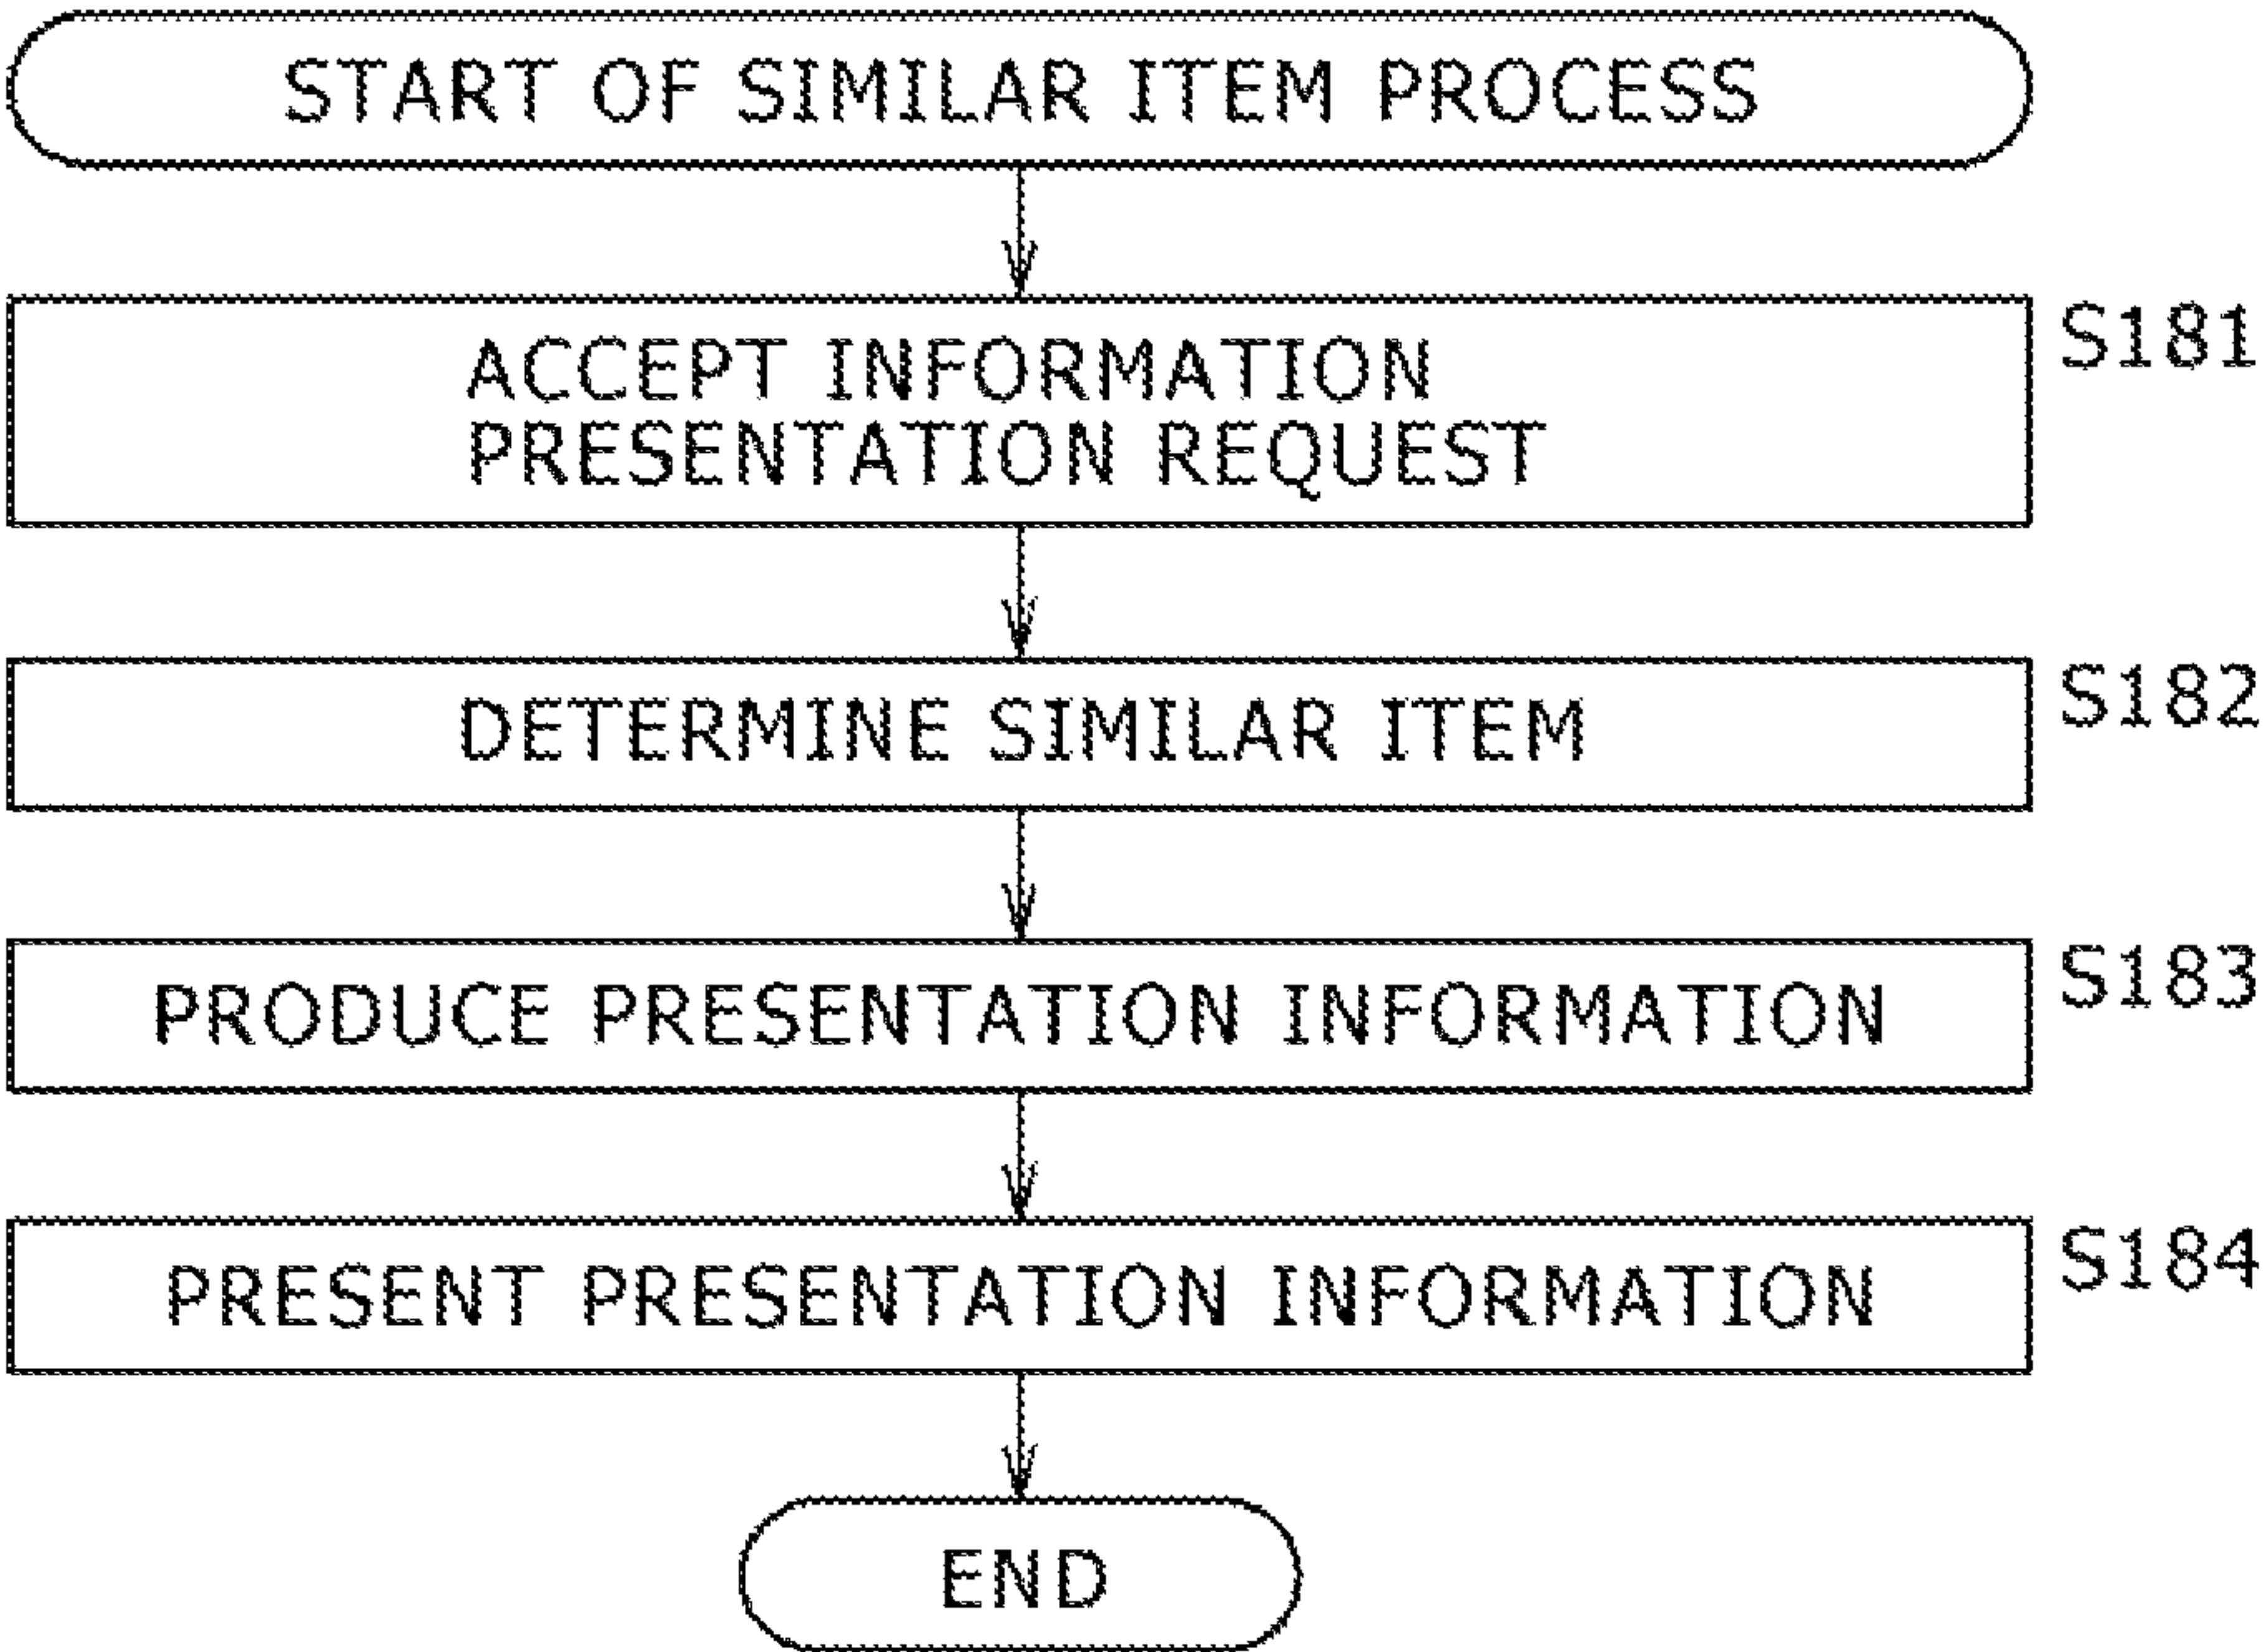 START OF SIMILAR ITEM PROCESS
ACCEPT INFORMATION
PRESENTATION REQUEST
S181
DETERMINE SIMILAR ITEM
S182
PRODUCE PRESENTATION INFORMATION
S183
PRESENT PRESENTATION INFORMATION
S184
END